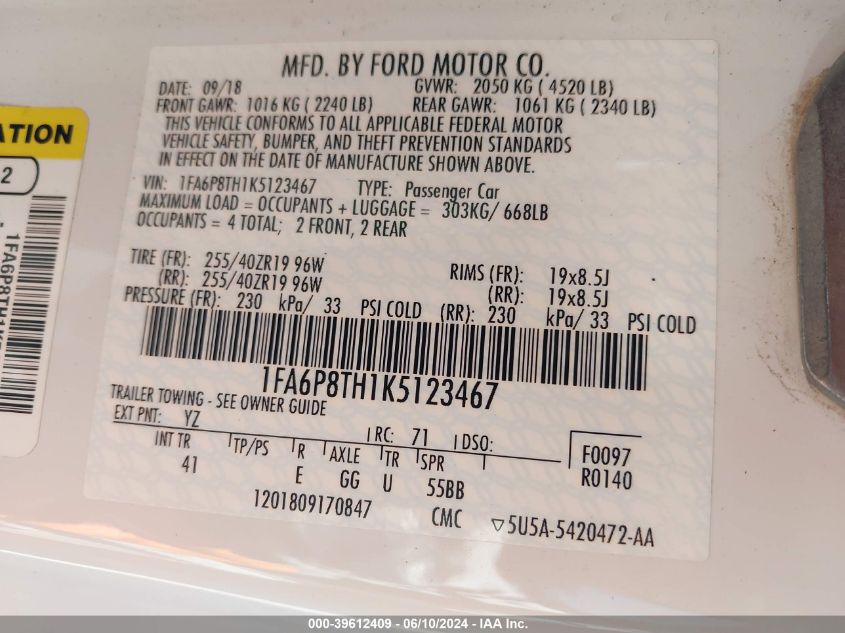 MFD. BY FORD MOTOR CO.
DATE: 09/18 GVWR: 2050 KG ( 4520 LB)
FRONT GAWR: 1016 KG ( 2240 LB) REAR GAWR: 1061 KG ( 2340 LB)
THIS VEHICLE CONFORMS TO ALL APPLICABLE FEDERAL MOTOR
VEHICLE SAFETY, BUMPER, AND THEFT PREVENTION STANDARDS
IN EFFECT ON THE DATE OF MANUFACTURE SHOWN ABOVE.
VIN: 1FA6P8TH1K5123467 TYPE: Passenger Car
MAXIMUM LOAD = OCCUPANTS + LUGGAGE = 303KG/ 668LB
OCCUPANTS = 4 TOTAL; 2 FRONT, 2 REAR
TIRE (FR): 255/40ZR19 96W RIMS (FR): 19x8.5J
(RR): 255/40ZR19 96W (RR): 19x8.5J
PRESSURE (FR): 230 kPa/ 33 PSI COLD (RR): 230 kPa/ 33 PSI COLD
1FA6P8TH1K5123467
TRAILER TOWING - SEE OWNER GUIDE
EXT PNT: YZ RC: 71 DSO: F0097
INT TR TP/PS R AXLE TR SPR R0140
41 E GG U 55BB
1201809170847 CMC ▽5U5A-5420472-AA
ATION
2
1FA6P8TH1K5
000-39612409 - 06/10/2024 - IAA Inc.